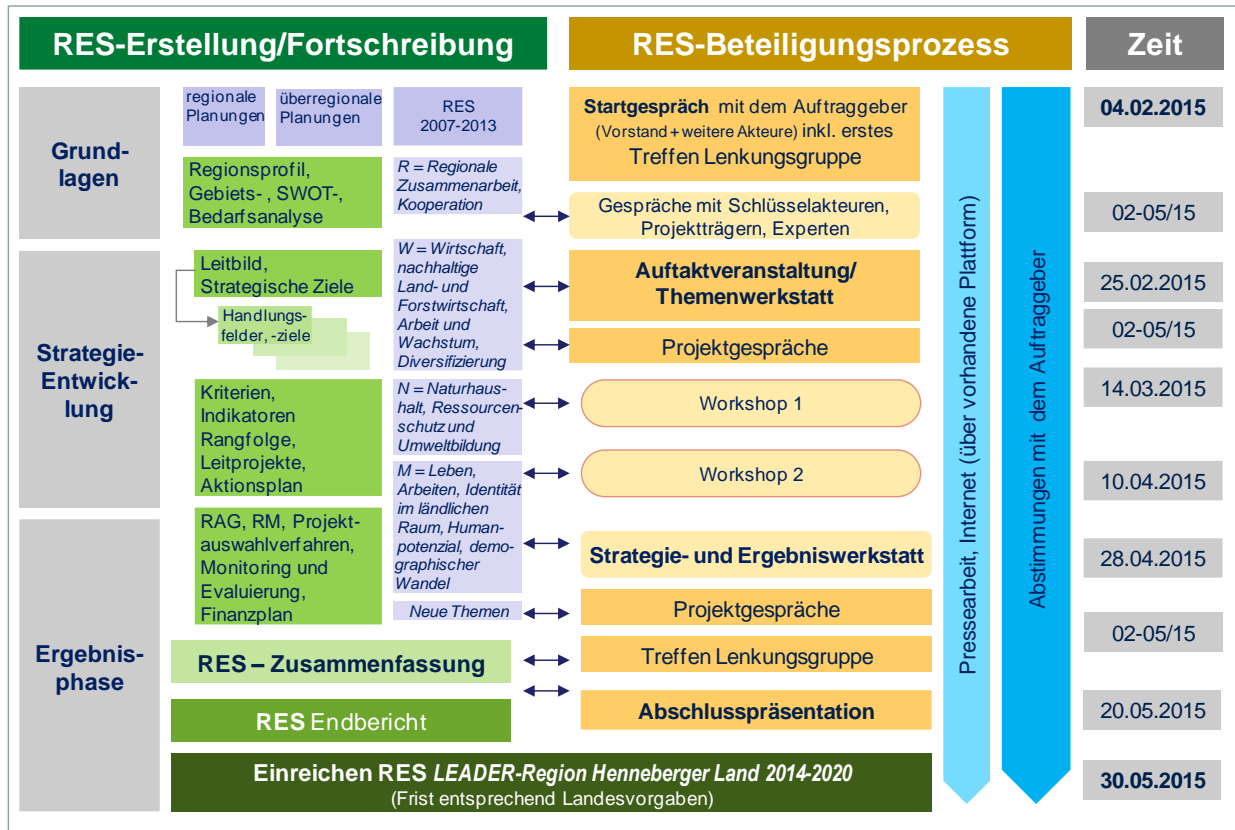 RES-Erstellung/Fortschreibung
RES-Beteiligungsprozess
Zeit
Grund-
lagen
regionale
Planungen
überregionale
Planungen
RES
2007-2013
Startgespräch mit dem Auftraggeber
(Vorstand + weitere Akteure) inkl. erstes
Treffen Lenkungsgruppe
04.02.2015
Regionsprofil,
Gebiets- , SWOT-,
Bedarfsanalyse
R = Regionale
Zusammenarbeit,
Kooperation
Gespräche mit Schlüsselakteuren,
Projektträgern, Experten
02-05/15
Strategie-
Entwick-
lung
Leitbild,
Strategische Ziele
Handlungs-
felder, -ziele
W = Wirtschaft,
nachhaltige
Land- und
Forstwirtschaft,
Arbeit und
Wachstum,
Diversifizierung
Auftaktveranstaltung/
Themenwerkstatt
25.02.2015
Projektgespräche
02-05/15
Kriterien,
Indikatoren
Rangfolge,
Leitprojekte,
Aktionsplan
N = Naturhaus-
halt, Ressourcen-
schutz und
Umweltbildung
Workshop 1
14.03.2015
M = Leben,
Arbeiten, Identität
im ländlichen
Raum, Human-
potenzial, demo-
graphischer
Wandel
Workshop 2
10.04.2015
Ergebnis-
phase
RAG, RM, Projekt-
auswahlverfahren,
Monitoring und
Evaluierung,
Finanzplan
Strategie- und Ergebniswerkstatt
28.04.2015
Neue Themen
Projektgespräche
02-05/15
RES – Zusammenfassung
Treffen Lenkungsgruppe
RES Endbericht
Abschlusspräsentation
20.05.2015
Einreichen RES LEADER-Region Henneberger Land 2014-2020
(Frist entsprechend Landesvorgaben)
30.05.2015
Pressearbeit, Internet (über vorhandene Plattform)
Abstimmungen mit dem Auftraggeber